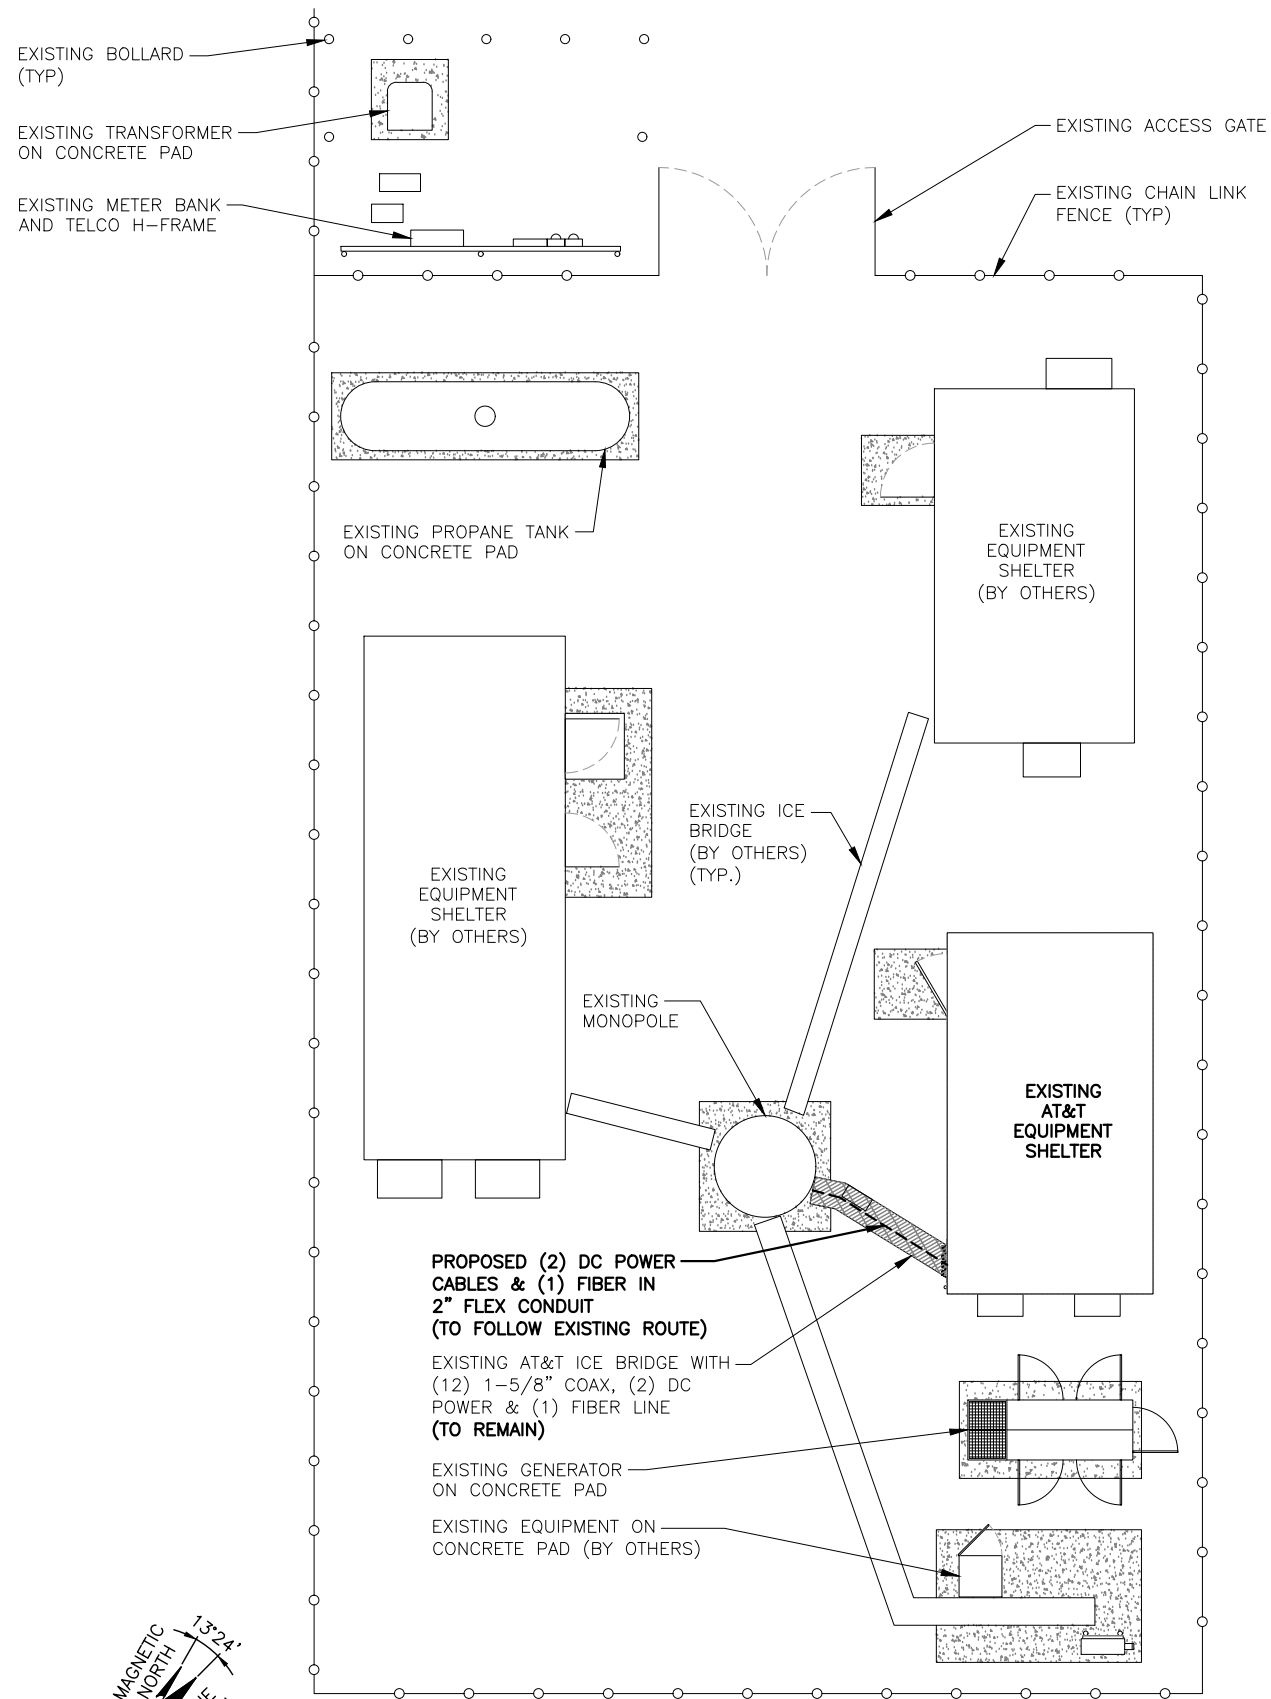 EXISTING BOLLARD
(TYP)
EXISTING TRANSFORMER
ON CONCRETE PAD
EXISTING METER BANK
AND TELCO H-FRAME
EXISTING ACCESS GATE
EXISTING CHAIN LINK
FENCE (TYP)
EXISTING PROPANE TANK
ON CONCRETE PAD
EXISTING
EQUIPMENT
SHELTER
(BY OTHERS)
EXISTING ICE
BRIDGE
(BY OTHERS)
(TYP.)
EXISTING
EQUIPMENT
SHELTER
(BY OTHERS)
EXISTING
MONOPOLE
EXISTING
AT&T
EQUIPMENT
SHELTER
PROPOSED (2) DC POWER
CABLES & (1) FIBER IN
2" FLEX CONDUIT
(TO FOLLOW EXISTING ROUTE)
EXISTING AT&T ICE BRIDGE WITH
(12) 1-5/8" COAX, (2) DC
POWER & (1) FIBER LINE
(TO REMAIN)
EXISTING GENERATOR
ON CONCRETE PAD
EXISTING EQUIPMENT ON
CONCRETE PAD (BY OTHERS)
13°24'
MAGNETIC
NORTH